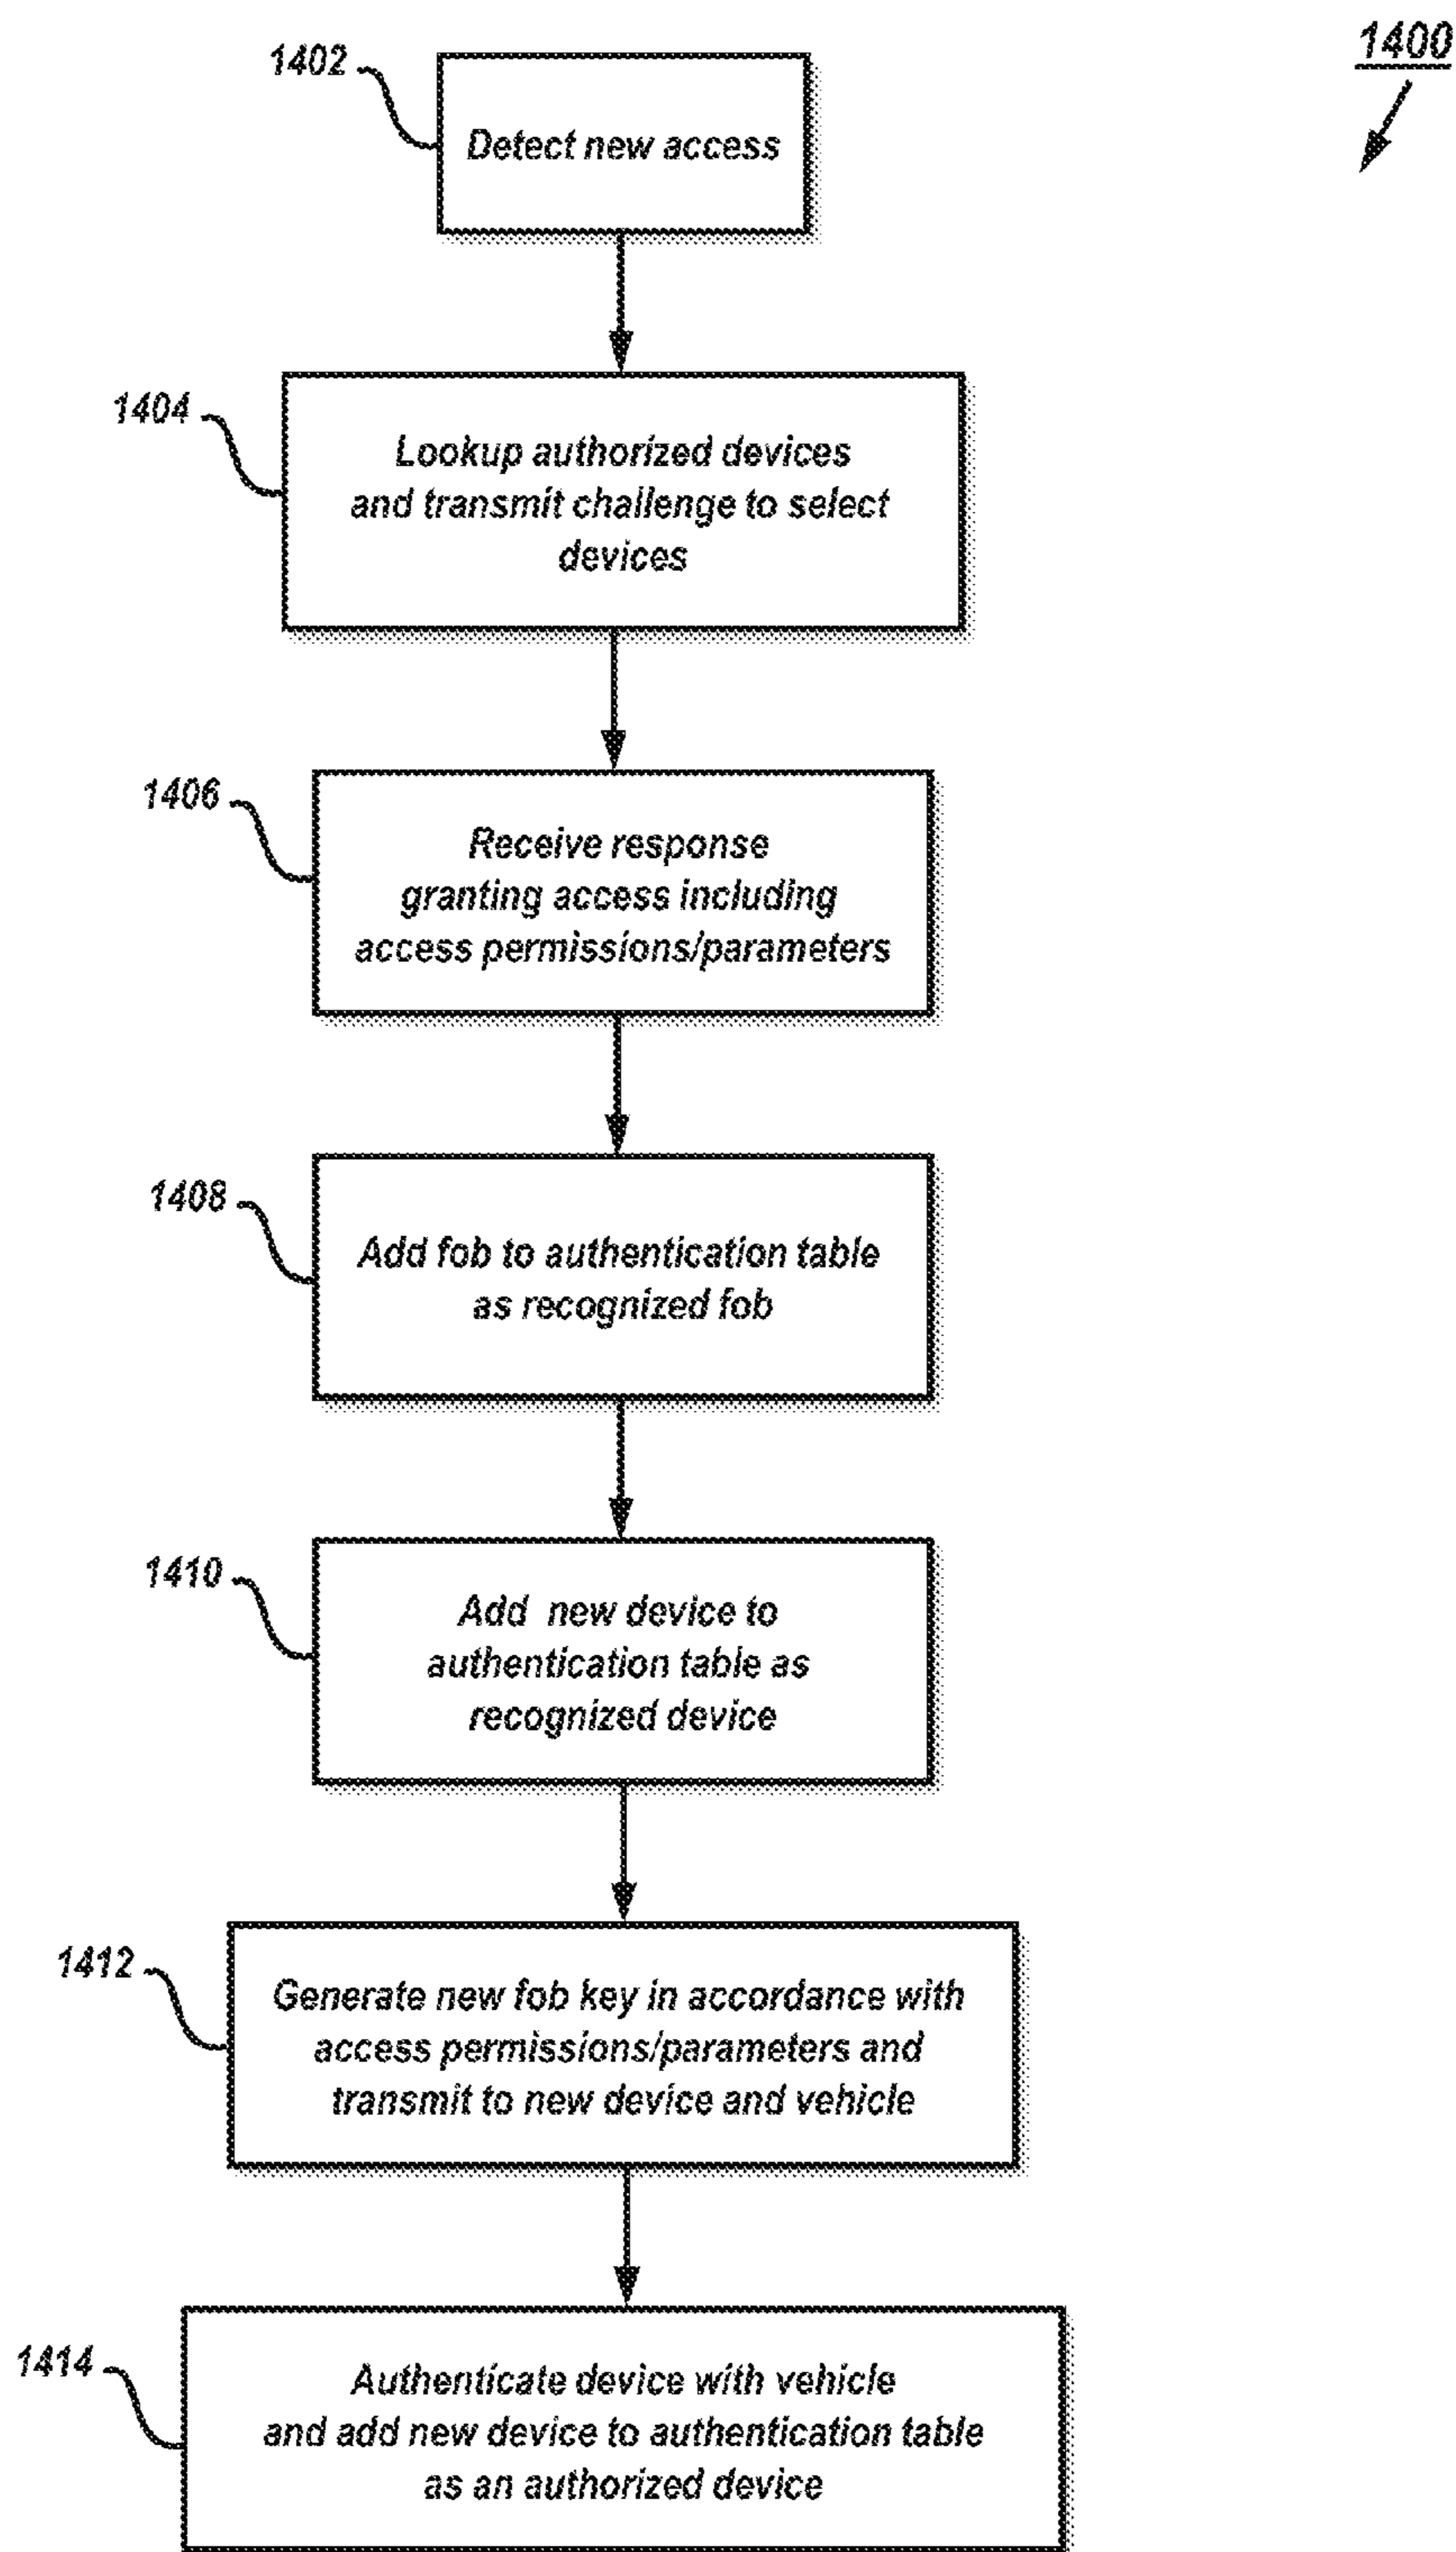 1400
1402
Detect new access
1404
Lookup authorized devices
and transmit challenge to select
devices
1406
Receive response
granting access including
access permissions/parameters
1408
Add fob to authentication table
as recognized fob
1410
Add new device to
authentication table as
recognized device
1412
Generate new fob key in accordance with
access permissions/parameters and
transmit to new device and vehicle
1414
Authenticate device with vehicle
and add new device to authentication table
as an authorized device